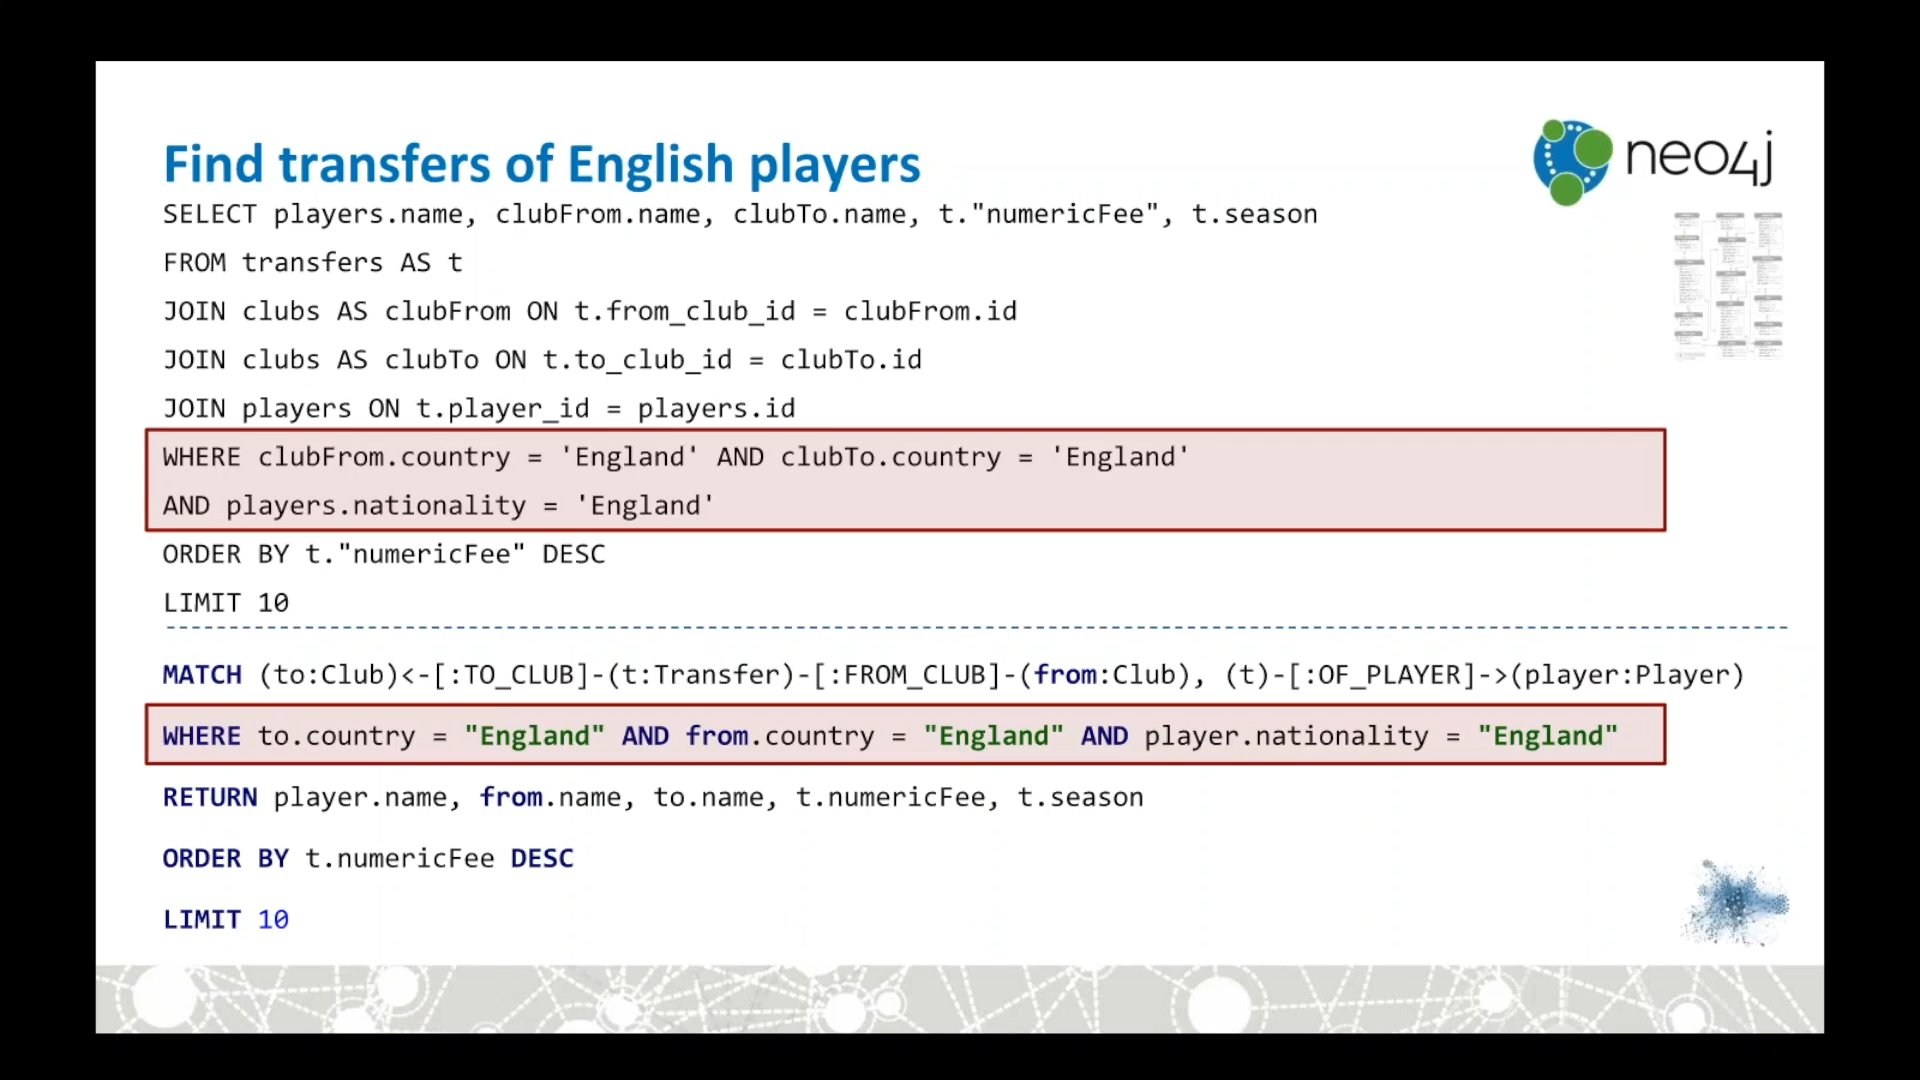 Find transfers of English players
neo4j
SELECT players.name, clubFrom.name, clubTo.name, t."numericFee", t.season
FROM transfers AS t
JOIN clubs AS clubFrom ON t.from_club_id = clubFrom.id
JOIN clubs AS clubTo ON t.to_club_id = clubTo.id
JOIN players ON t.player_id = players.id
WHERE clubFrom.country = 'England' AND clubTo.country = 'England'
AND players.nationality = 'England'
ORDER BY t."numericFee" DESC
LIMIT 10
MATCH (to:Club)<-[:TO_CLUB]-(t:Transfer)-[:FROM_CLUB]-(from:Club), (t)-[:OF_PLAYER]->(player:Player)
WHERE to.country = "England" AND from.country = "England" AND player.nationality = "England"
RETURN player.name, from.name, to.name, t.numericFee, t.season
ORDER BY t.numericFee DESC
LIMIT 10